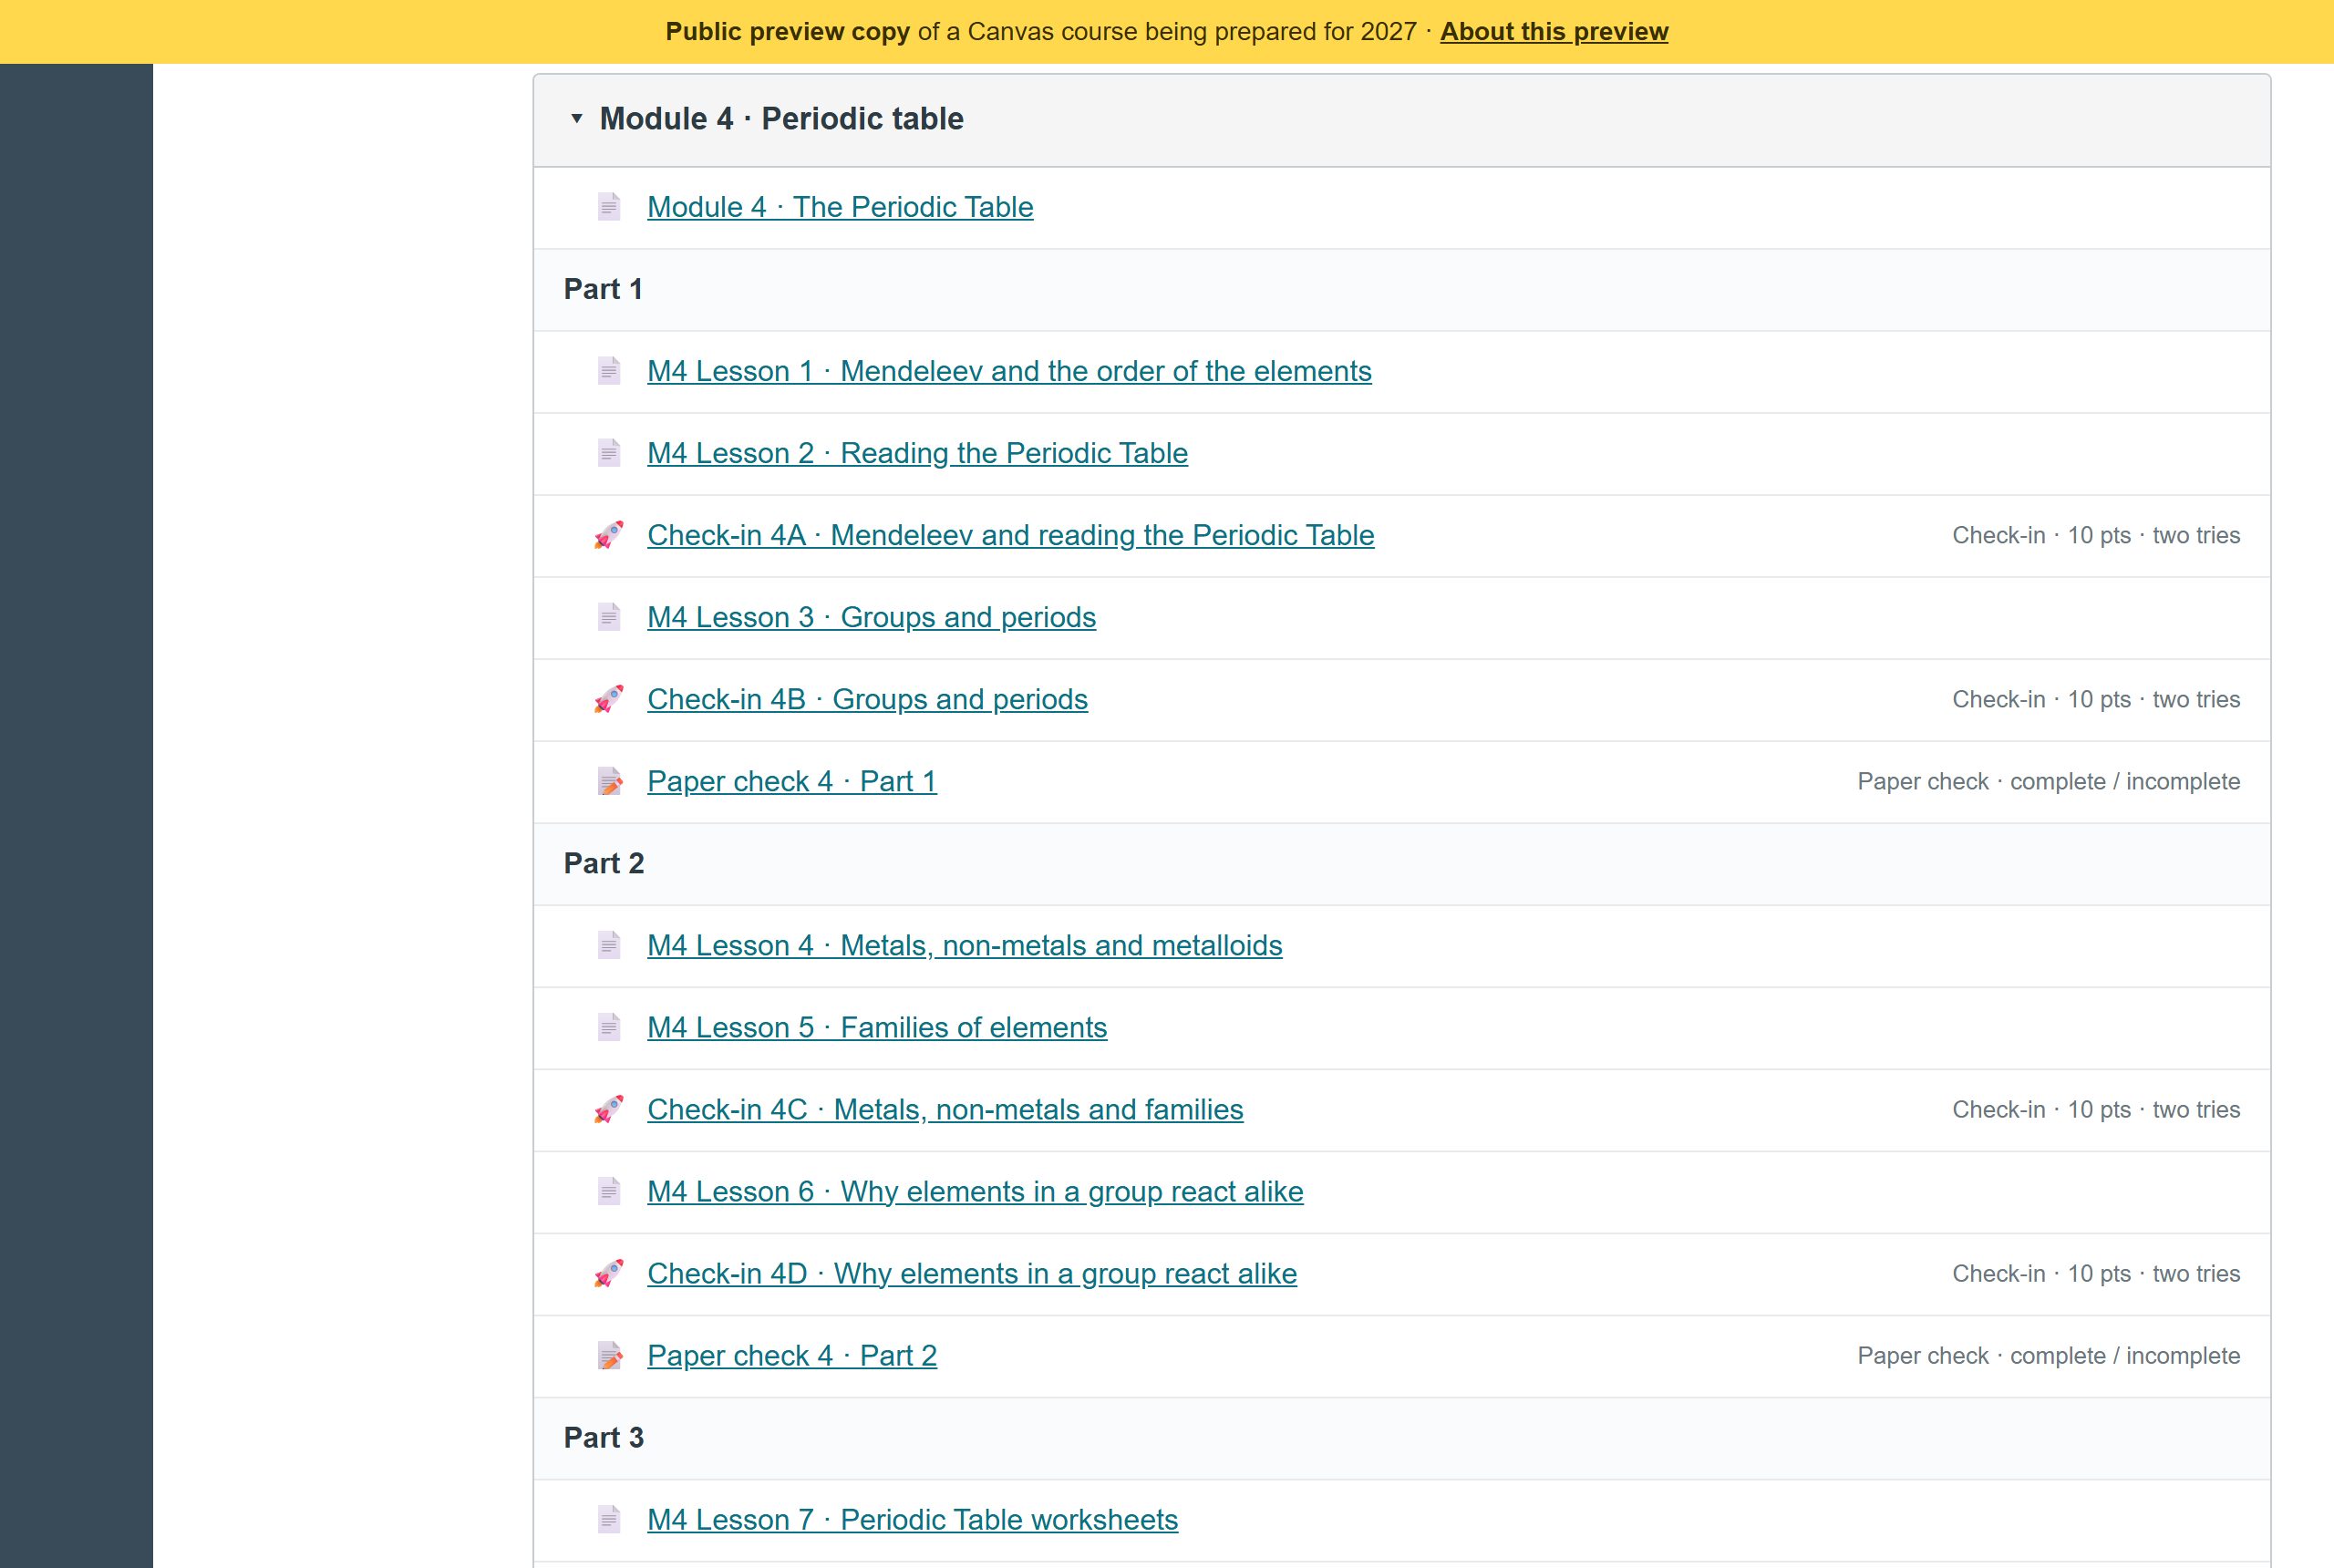 Public preview copy of a Canvas course being prepared for 2027 · About this preview
Module 4 · Periodic table
Module 4 · The Periodic Table
Part 1
M4 Lesson 1 · Mendeleev and the order of the elements
M4 Lesson 2 · Reading the Periodic Table
Check-in 4A · Mendeleev and reading the Periodic Table Check-in · 10 pts · two tries
M4 Lesson 3 · Groups and periods
Check-in 4B · Groups and periods Check-in · 10 pts · two tries
Paper check 4 · Part 1 Paper check · complete / incomplete
Part 2
M4 Lesson 4 · Metals, non-metals and metalloids
M4 Lesson 5 · Families of elements
Check-in 4C · Metals, non-metals and families Check-in · 10 pts · two tries
M4 Lesson 6 · Why elements in a group react alike
Check-in 4D · Why elements in a group react alike Check-in · 10 pts · two tries
Paper check 4 · Part 2 Paper check · complete / incomplete
Part 3
M4 Lesson 7 · Periodic Table worksheets